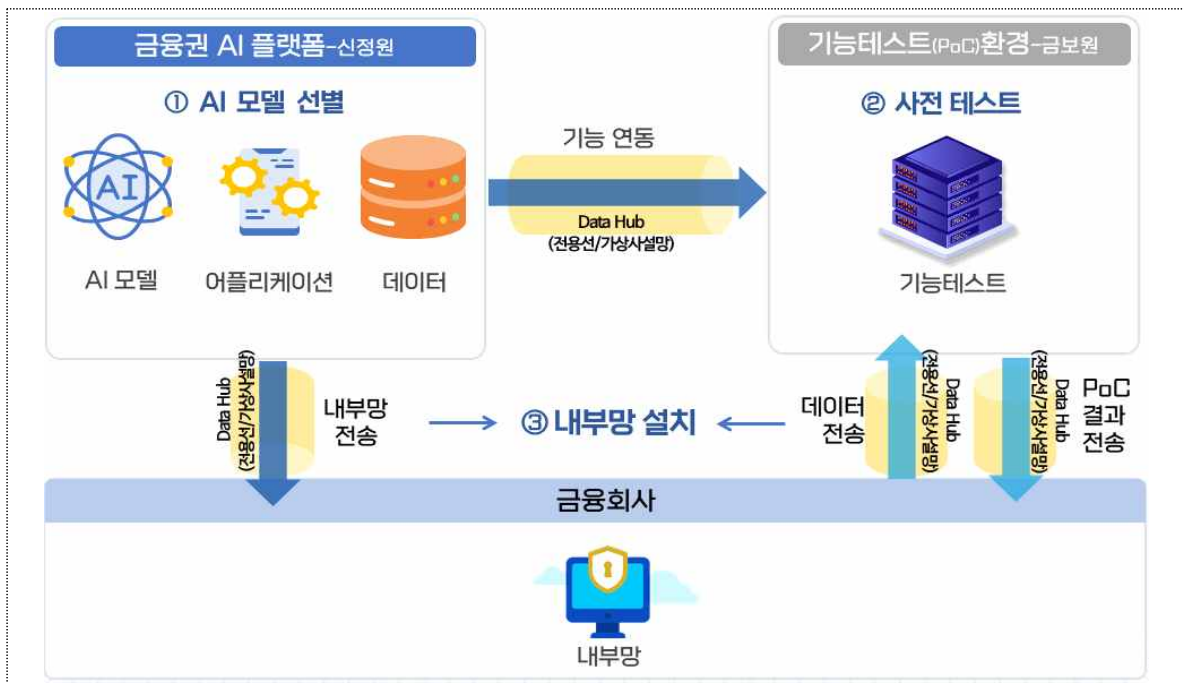 금융권 AI 플랫폼-신정원
① AI 모델 선별
AI
AI 모델
어플리케이션
데이터
기능 연동
Data Hub
(전용선/가상사설망)
기능테스트(PoC)환경-금보원
② 사전 테스트
기능테스트
Data Hub
(전용선/가상사설망)
내부망
전송
③ 내부망 설치
데이터
전송
(전용선/가상사설망)
Data Hub
(전용선/가상사설망)
Data Hub
PoC
결과
전송
금융회사
내부망